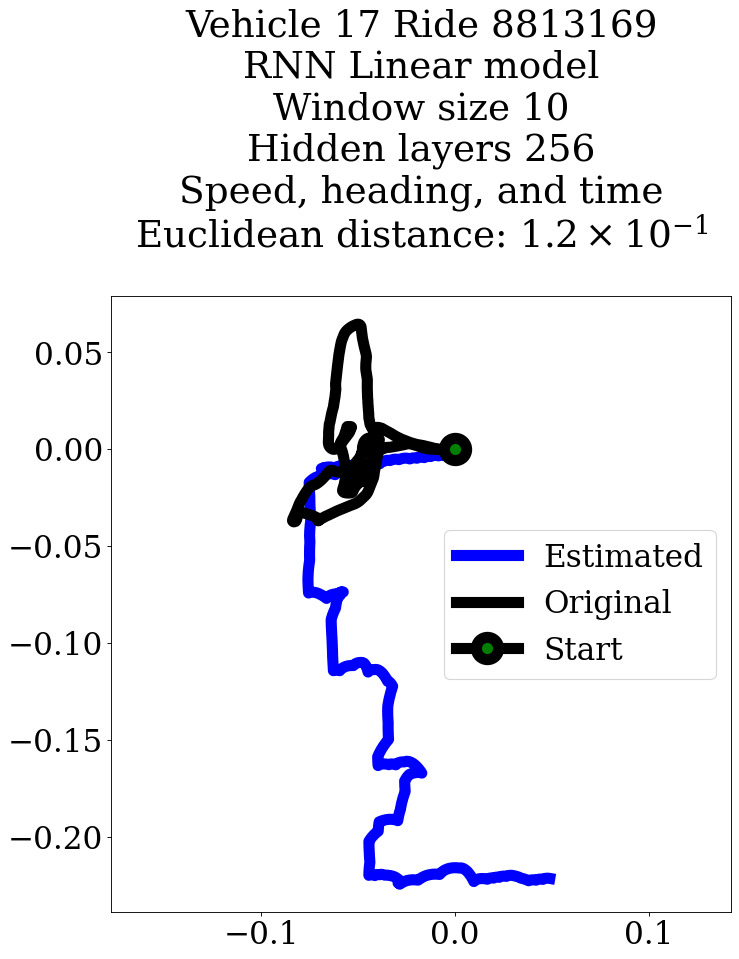 Vehicle 17 Ride 8813169
RNN Linear model
Window size 10
Hidden layers 256
Speed, heading, and time
Euclidean distance: 1.2 × 10⁻¹
0.05
0.00
−0.05
−0.10
−0.15
−0.20
Estimated
Original
Start
−0.1
0.0
0.1